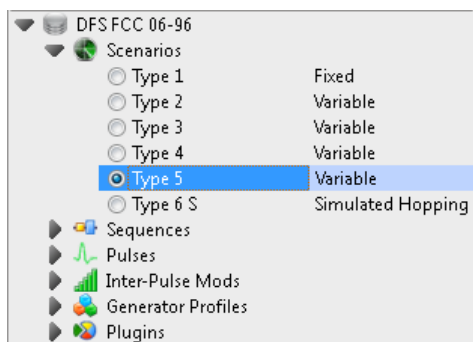 DFS FCC 06-96
Scenarios
Type 1 Fixed
Type 2 Variable
Type 3 Variable
Type 4 Variable
Type 5 Variable
Type 6 S Simulated Hopping
Sequences
Pulses
Inter-Pulse Mods
Generator Profiles
Plugins